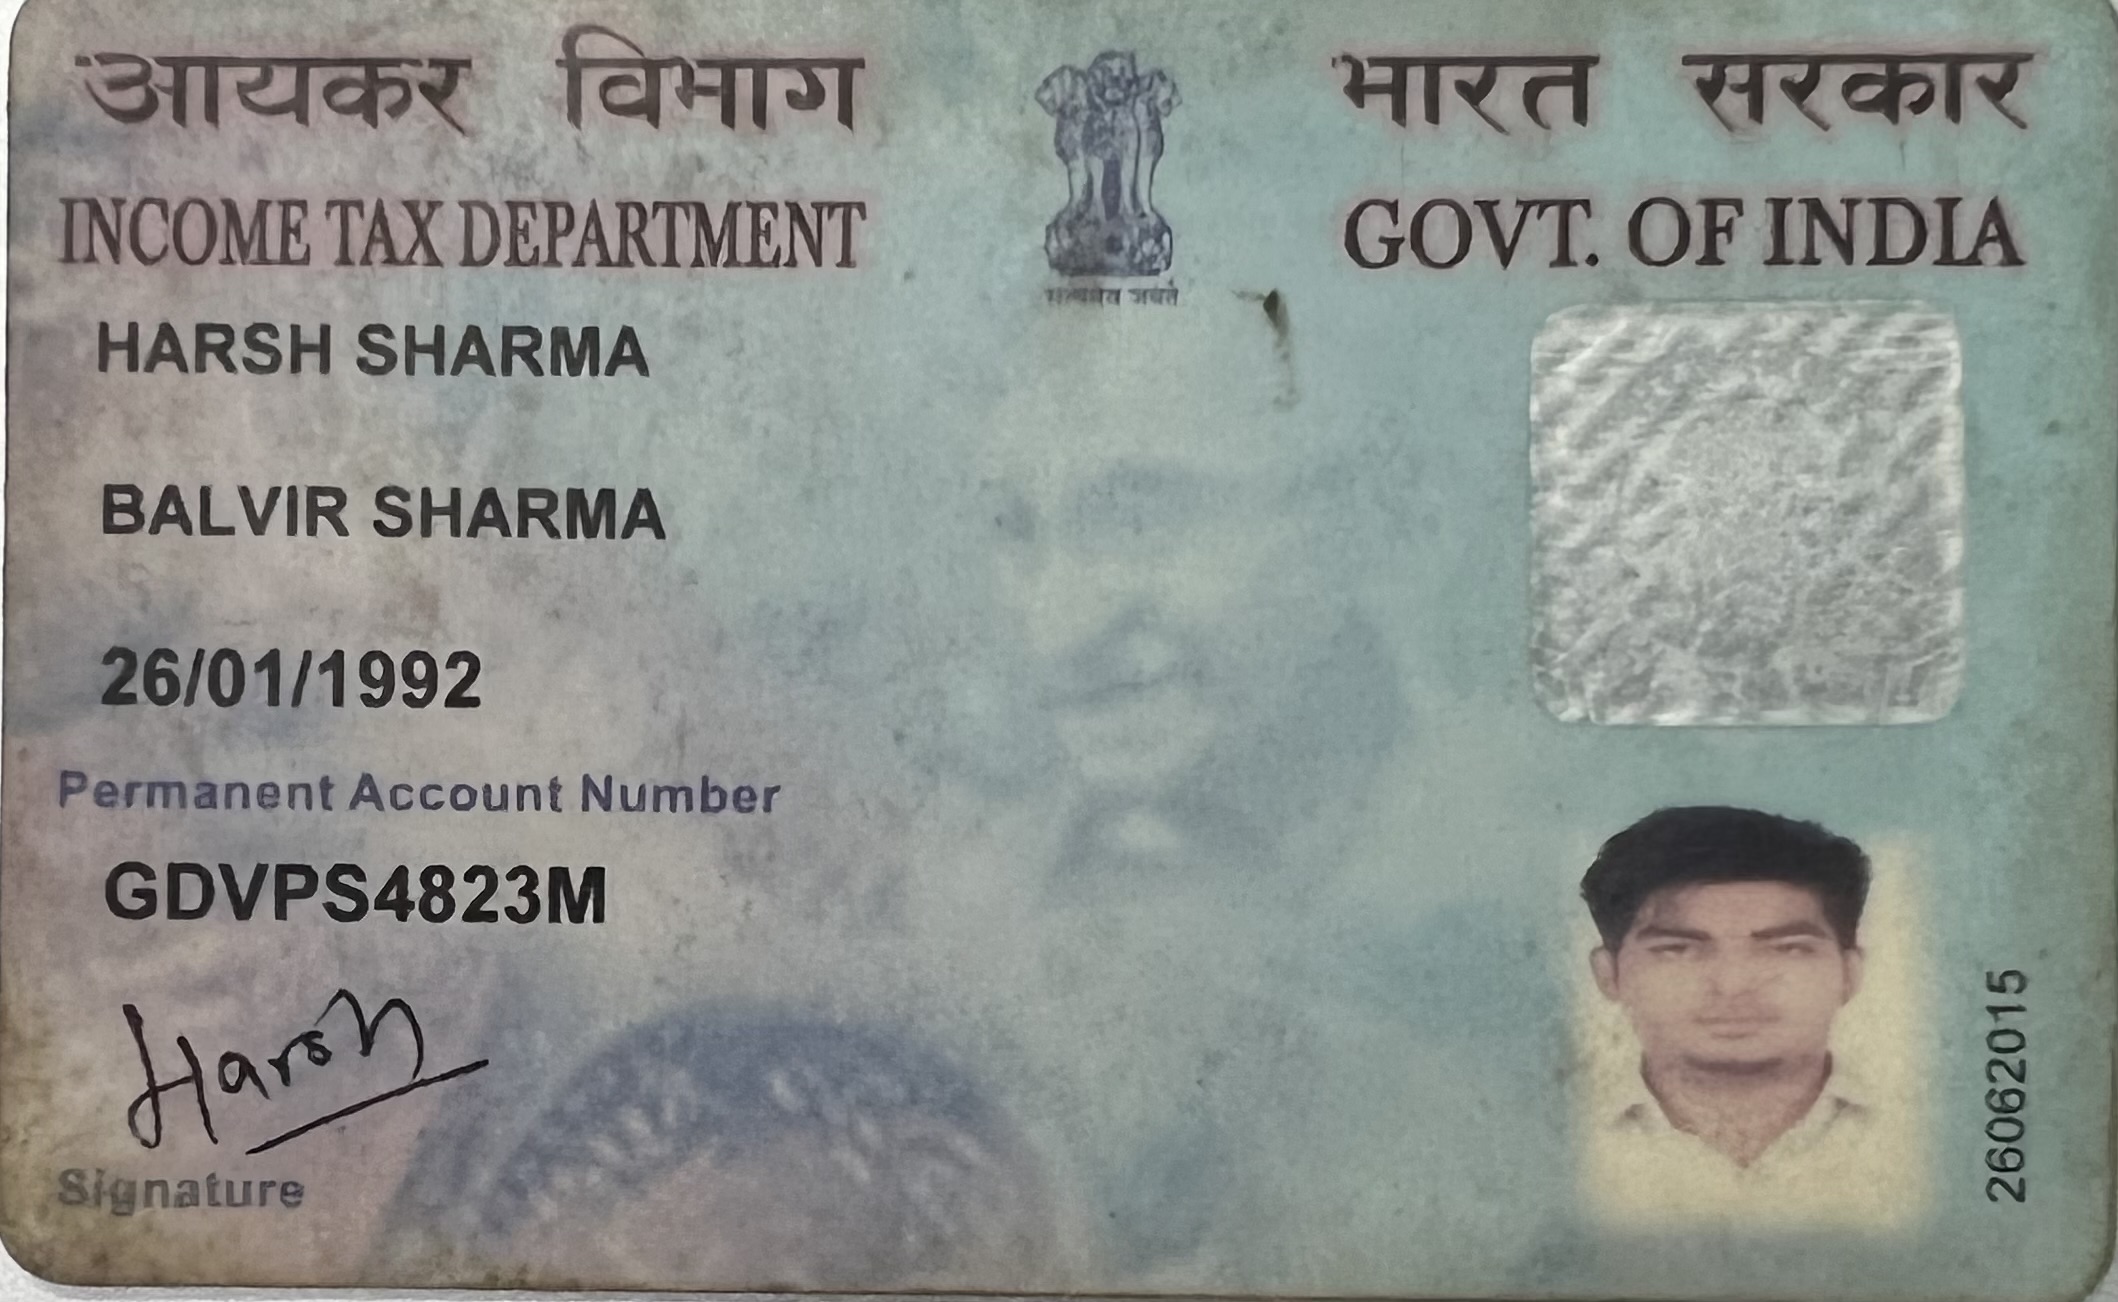 आयकर विभाग
INCOME TAX DEPARTMENT
भारत सरकार
GOVT. OF INDIA
सत्यमेव जयते
HARSH SHARMA
BALVIR SHARMA
26/01/1992
Permanent Account Number
GDVPS4823M
Harsh
Signature
26062015